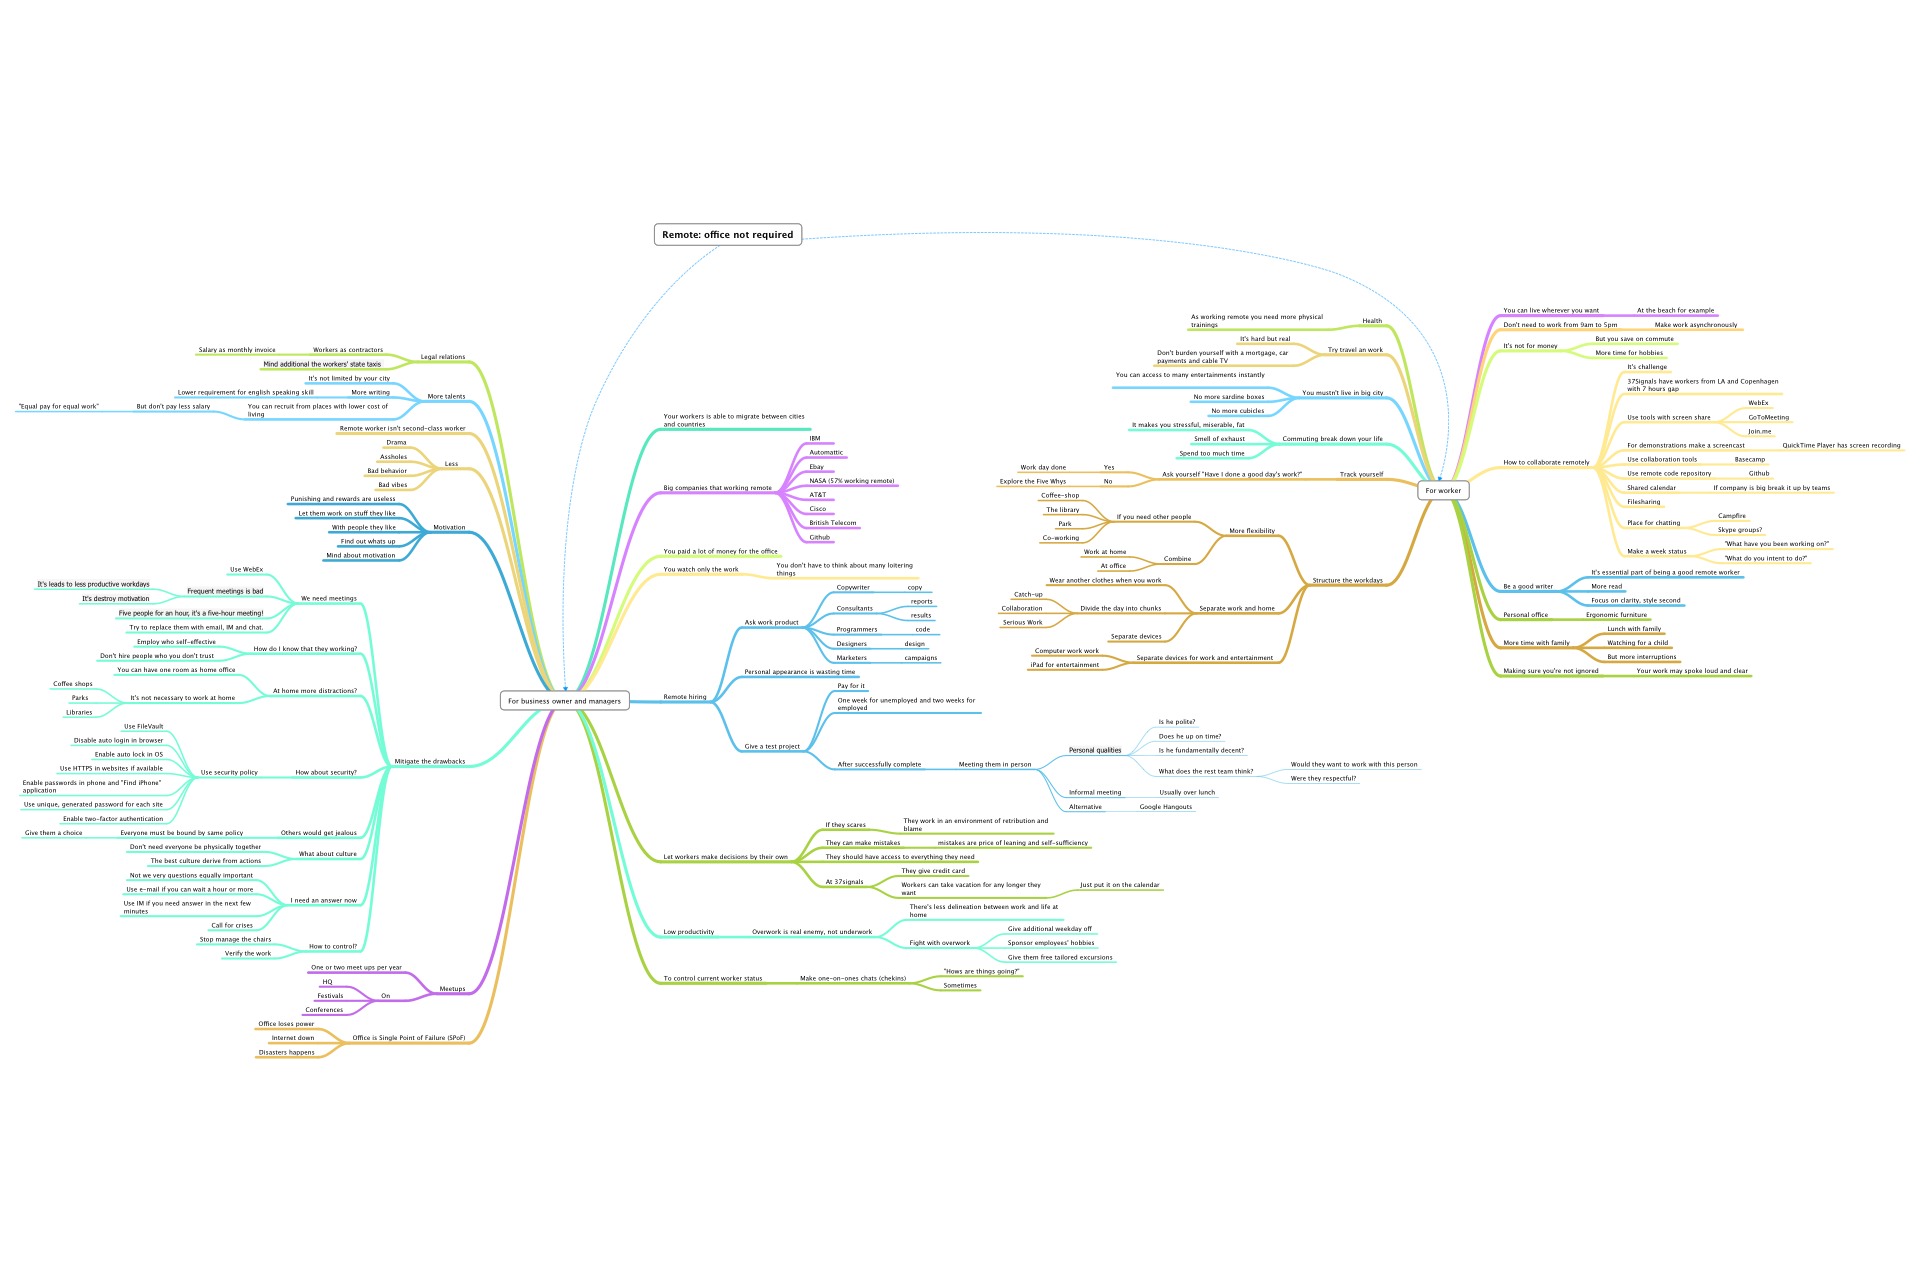 Remote: office not required
For business owner and managers
Legal relations
Workers as contractors
Salary as monthly invoice
Mind additional the workers' state taxis
More talents
It's not limited by your city
More writing
Lower requirement for english speaking skill
You can recruit from places with lower cost of
living
But don't pay less salary
"Equal pay for equal work"
Remote worker isn't second-class worker
Less
Drama
Assholes
Bad behavior
Bad vibes
Motivation
Punishing and rewards are useless
Let them work on stuff they like
With people they like
Find out whats up
Mind about motivation
Mitigate the drawbacks
We need meetings
Use WebEx
Frequent meetings is bad
It's leads to less productive workdays
It's destroy motivation
Five people for an hour, it's a five-hour meeting!
Try to replace them with email, IM and chat.
How do I know that they working?
Employ who self-effective
Don't hire people who you don't trust
At home more distractions?
You can have one room as home office
It's not necessary to work at home
Coffee shops
Parks
Libraries
How about security?
Use security policy
Use FileVault
Disable auto login in browser
Enable auto lock in OS
Use HTTPS in websites if available
Enable passwords in phone and "Find iPhone"
application
Use unique, generated password for each site
Enable two-factor authentication
Others would get jealous
Everyone must be bound by same policy
Give them a choice
What about culture
Don't need everyone be physically together
The best culture derive from actions
I need an answer now
Not we very questions equally important
Use e-mail if you can wait a hour or more
Use IM if you need answer in the next few
minutes
Call for crises
How to control?
Stop manage the chairs
Verify the work
Meetups
One or two meet ups per year
On
HQ
Festivals
Conferences
Office is Single Point of Failure (SPoF)
Office loses power
Internet down
Disasters happens
Your workers is able to migrate between cities
and countries
Big companies that working remote
IBM
Automattic
Ebay
NASA (57% working remote)
AT&T
Cisco
British Telecom
Github
You paid a lot of money for the office
You watch only the work
You don't have to think about many loitering
things
Remote hiring
Ask work product
Copywriter
copy
Consultants
reports
results
Programmers
code
Designers
design
Marketers
campaigns
Personal appearance is wasting time
Give a test project
Pay for it
One week for unemployed and two weeks for
employed
After successfully complete
Meeting them in person
Personal qualities
Is he polite?
Does he up on time?
Is he fundamentally decent?
What does the rest team think?
Would they want to work with this person
Were they respectful?
Informal meeting
Usually over lunch
Alternative
Google Hangouts
Let workers make decisions by their own
If they scares
They work in an environment of retribution and
blame
They can make mistakes
mistakes are price of leaning and self-sufficiency
They should have access to everything they need
At 37signals
They give credit card
Workers can take vacation for any longer they
want
Just put it on the calendar
Low productivity
Overwork is real enemy, not underwork
There's less delineation between work and life at
home
Fight with overwork
Give additional weekday off
Sponsor employees' hobbies
Give them free tailored excursions
To control current worker status
Make one-on-ones chats (chekins)
"Hows are things going?"
Sometimes
For worker
Health
As working remote you need more physical
trainings
Try travel an work
It's hard but real
Don't burden yourself with a mortgage, car
payments and cable TV
You mustn't live in big city
You can access to many entertainments instantly
No more sardine boxes
No more cubicles
Commuting break down your life
It makes you stressful, miserable, fat
Smell of exhaust
Spend too much time
Track yourself
Ask yourself "Have I done a good day's work?"
Yes
Work day done
No
Explore the Five Whys
Structure the workdays
More flexibility
If you need other people
Coffee-shop
The library
Park
Co-working
Combine
Work at home
At office
Separate work and home
Wear another clothes when you work
Divide the day into chunks
Catch-up
Collaboration
Serious Work
Separate devices
Separate devices for work and entertainment
Computer work work
iPad for entertainment
You can live wherever you want
At the beach for example
Don't need to work from 9am to 5pm
Make work asynchronously
It's not for money
But you save on commute
More time for hobbies
How to collaborate remotely
It's challenge
37Signals have workers from LA and Copenhagen
with 7 hours gap
Use tools with screen share
WebEx
GoToMeeting
Join.me
For demonstrations make a screencast
QuickTime Player has screen recording
Use collaboration tools
Basecamp
Use remote code repository
Github
Shared calendar
If company is big break it up by teams
Filesharing
Place for chatting
Campfire
Skype groups?
Make a week status
"What have you been working on?"
"What do you intent to do?"
Be a good writer
It's essential part of being a good remote worker
More read
Focus on clarity, style second
Personal office
Ergonomic furniture
More time with family
Lunch with family
Watching for a child
But more interruptions
Making sure you're not ignored
Your work may spoke loud and clear